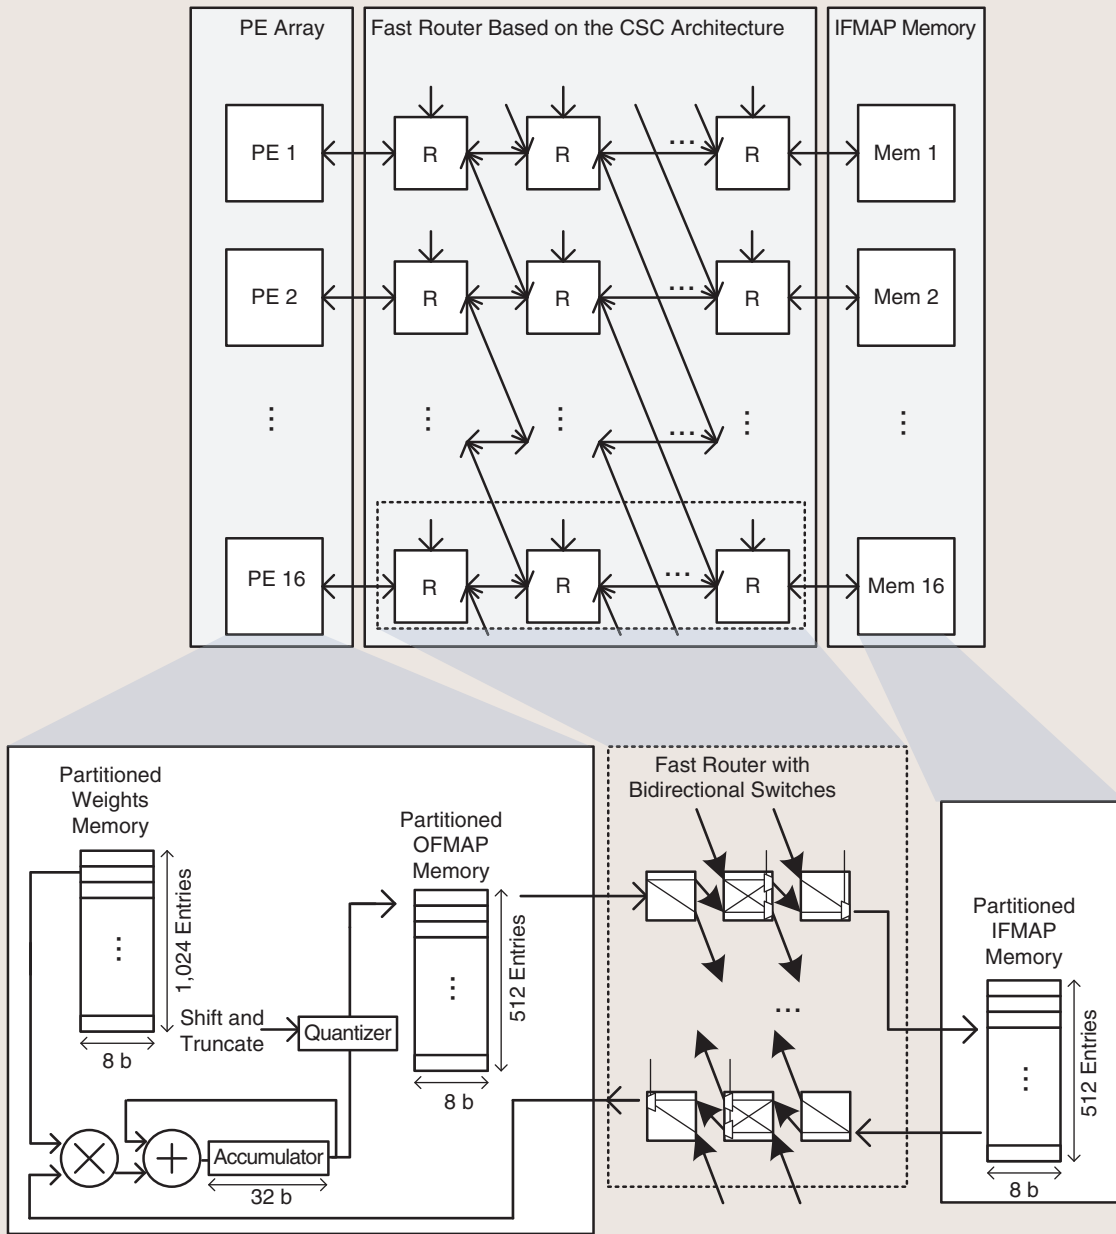 PE Array
Fast Router Based on the CSC Architecture
IFMAP Memory
PE 1
R
R
...
R
Mem 1
PE 2
R
R
...
R
Mem 2
...
...
...
...
...
...
PE 16
R
R
...
R
Mem 16
Partitioned
Weights
Memory
...
1,024 Entries
8 b
Partitioned
OFMAP
Memory
...
512 Entries
8 b
Shift and
Truncate
Quantizer
Accumulator
32 b
Fast Router with
Bidirectional Switches
...
Partitioned
IFMAP
Memory
...
512 Entries
8 b